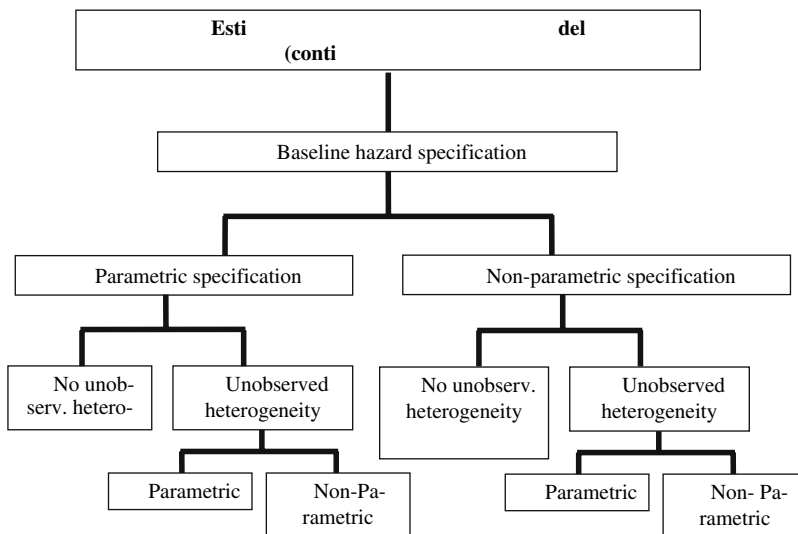 Esti del
(conti
Baseline hazard specification
Parametric specification
Non-parametric specification
No unob-
serv. hetero-
Unobserved
heterogeneity
No unobserv.
heterogeneity
Unobserved
heterogeneity
Parametric
Non-Pa-
rametric
Parametric
Non- Pa-
rametric